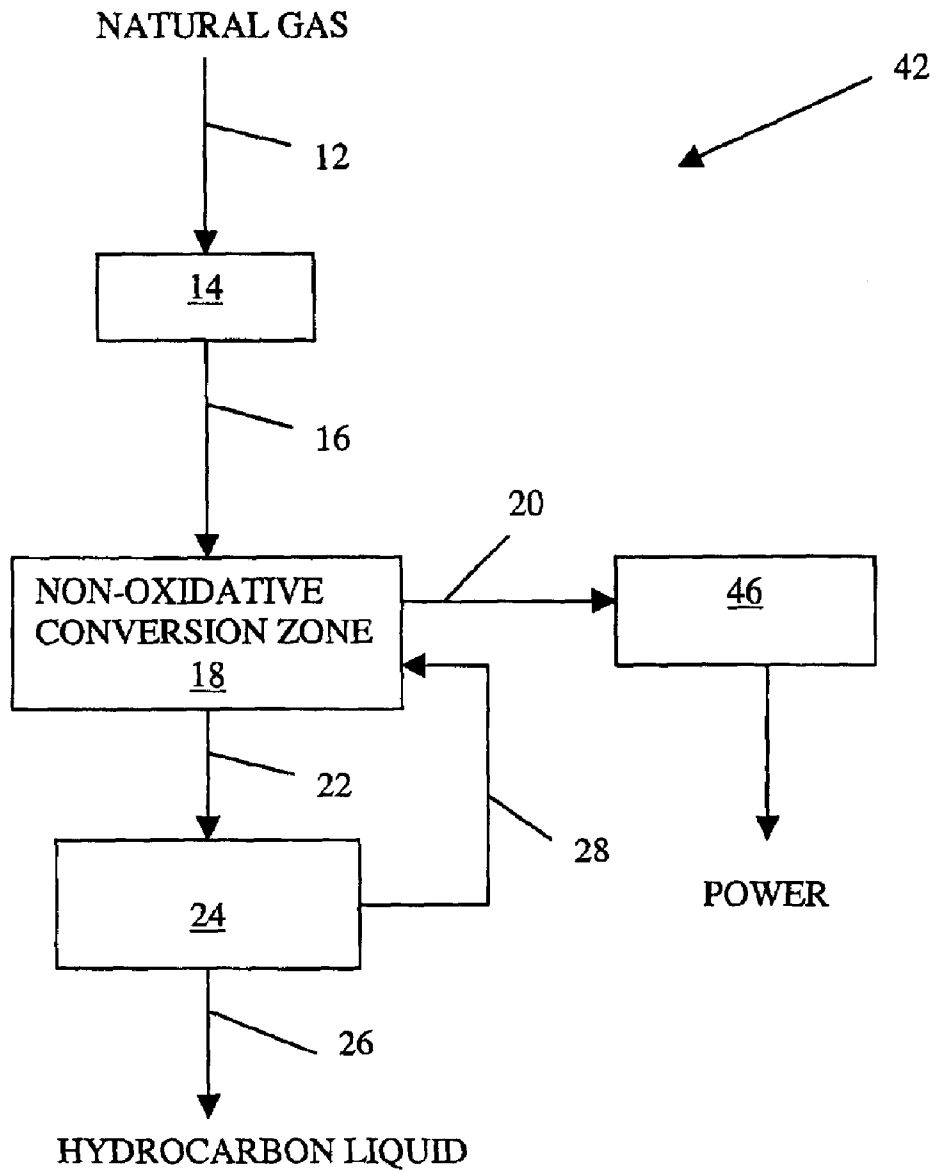 NATURAL GAS
42
12
14
16
20
NON-OXIDATIVE
CONVERSION ZONE
18
46
22
28
24
POWER
26
HYDROCARBON LIQUID